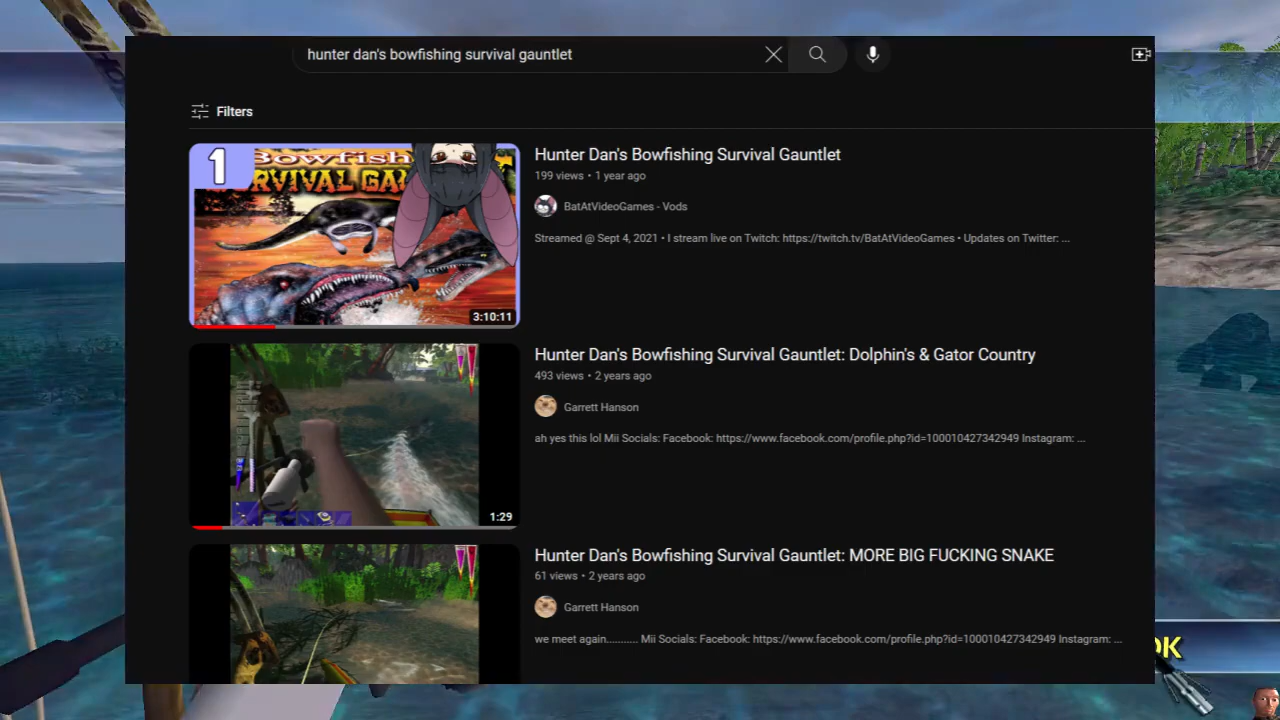 hunter dan's bowfishing survival gauntlet
Filters
1
Bowfish
SURVIVAL GAU
3:10:11
Hunter Dan's Bowfishing Survival Gauntlet
199 views • 1 year ago
BatAtVideoGames - Vods
Streamed @ Sept 4, 2021 • I stream live on Twitch: https://twitch.tv/BatAtVideoGames • Updates on Twitter: ...
1:29
Hunter Dan's Bowfishing Survival Gauntlet: Dolphin's & Gator Country
493 views • 2 years ago
Garrett Hanson
ah yes this lol Mii Socials: Facebook: https://www.facebook.com/profile.php?id=100010427342949 Instagram: ...
Hunter Dan's Bowfishing Survival Gauntlet: MORE BIG FUCKING SNAKE
61 views • 2 years ago
Garrett Hanson
we meet again.......... Mii Socials: Facebook: https://www.facebook.com/profile.php?id=100010427342949 Instagram: ...
OK